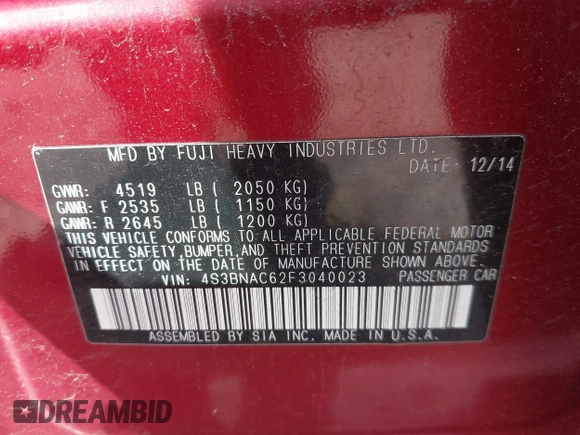 MFD BY FUJI HEAVY INDUSTRIES LTD.
DATE: 12/14
GVWR: 4519 LB ( 2050 KG)
GAWR: F 2535 LB ( 1150 KG)
GAWR: R 2645 LB ( 1200 KG)
THIS VEHICLE CONFORMS TO ALL APPLICABLE FEDERAL MOTOR
VEHICLE SAFETY, BUMPER, AND THEFT PREVENTION STANDARDS
IN EFFECT ON THE DATE OF MANUFACTURE SHOWN ABOVE.
VIN: 4S3BNAC62F3040023 PASSENGER CAR
ASSEMBLED BY SIA INC. MADE IN U.S.A.
DREAMBID